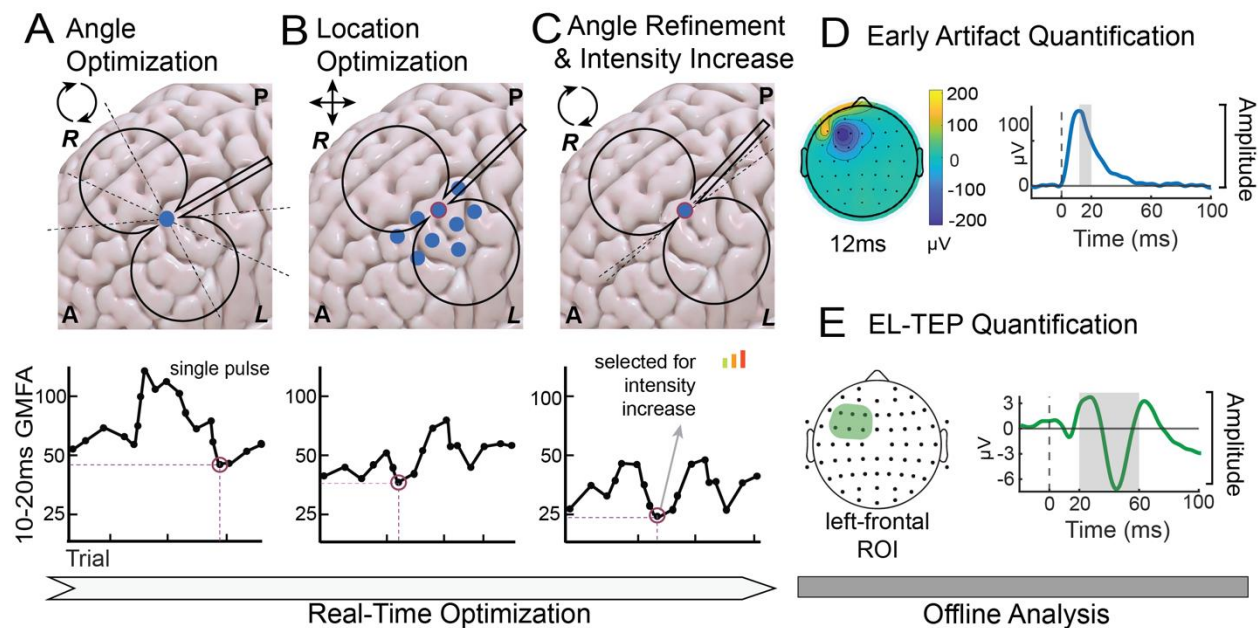 A Angle
Optimization
B Location
Optimization
C Angle Refinement
& Intensity Increase
P
R
A
L
P
R
A
L
P
R
A
L
10-20ms GMFA
100
50
25
single pulse
Trial
100
50
25
100
50
25
selected for
intensity
increase
Real-Time Optimization
D Early Artifact Quantification
200
100
0
-100
-200
µV
12ms
µV
100
0
0
20
100
Time (ms)
Amplitude
E EL-TEP Quantification
left-frontal
ROI
µV
3
0
-3
-6
0
20
60
100
Time (ms)
Amplitude
Offline Analysis